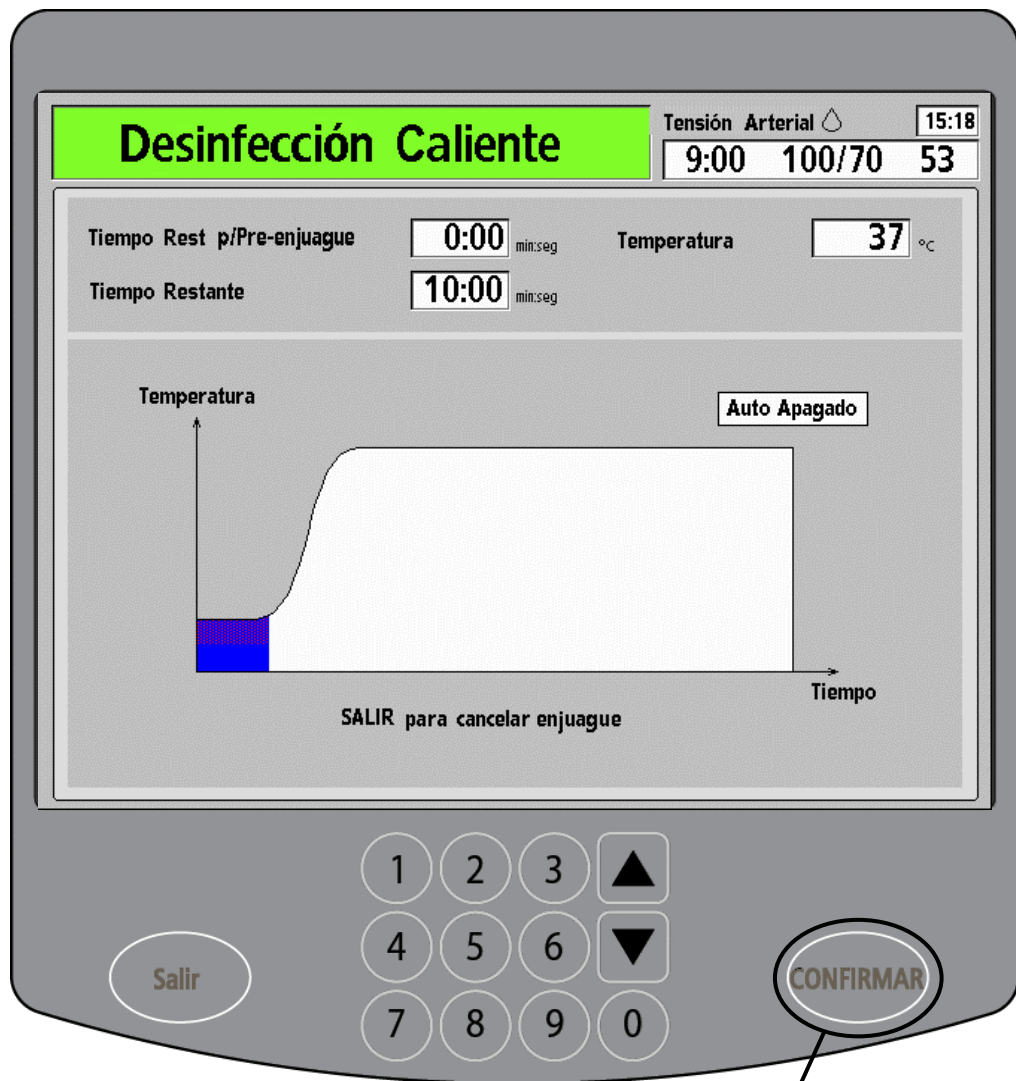 Desinfección Caliente
Tensión Arterial 15:18
9:00 100/70 53
Tiempo Rest p/Pre-enjuague 0:00 min:seg Temperatura 37 °C
Tiempo Restante 10:00 min:seg
Temperatura
Auto Apagado
Tiempo
SALIR para cancelar enjuague
1 2 3
4 5 6
Salir CONFIRMAR
7 8 9 0